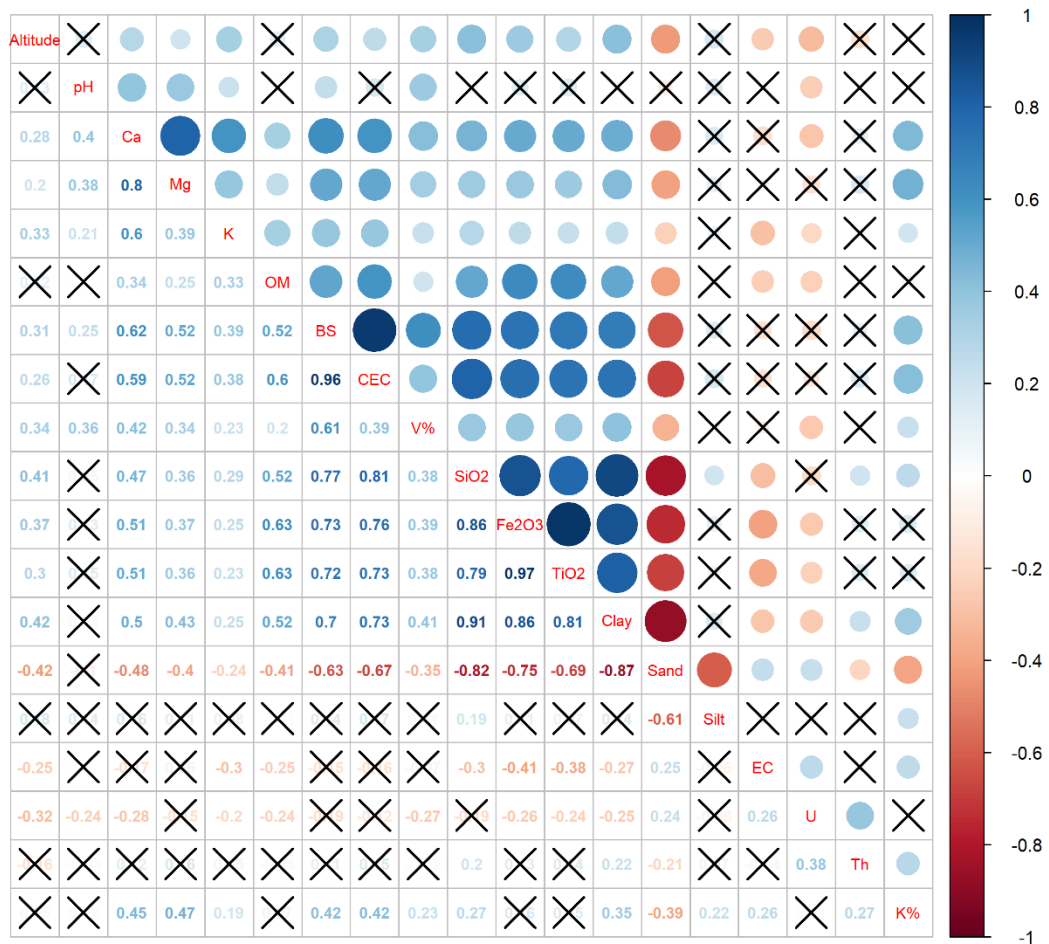 Altitude
pH
0.28 0.4 Ca
0.2 0.38 0.8 Mg
0.33 0.21 0.6 0.39 K
0.34 0.25 0.33 OM
0.31 0.25 0.62 0.52 0.39 0.52 BS
0.26 0.59 0.52 0.38 0.6 0.96 CEC
0.34 0.36 0.42 0.34 0.23 0.2 0.61 0.39 V%
0.41 0.47 0.36 0.29 0.52 0.77 0.81 0.38 SiO2
0.37 0.51 0.37 0.25 0.63 0.73 0.76 0.39 0.86 Fe2O3
0.3 0.51 0.36 0.23 0.63 0.72 0.73 0.38 0.79 0.97 TiO2
0.42 0.5 0.43 0.25 0.52 0.7 0.73 0.41 0.91 0.86 0.81 Clay
-0.42 -0.48 -0.4 -0.24 -0.41 -0.63 -0.67 -0.35 -0.82 -0.75 -0.69 -0.87 Sand
0.19 -0.61 Silt
-0.25 -0.3 -0.25 -0.3 -0.41 -0.38 -0.27 0.25 EC
-0.32 -0.24 -0.28 -0.2 -0.24 -0.27 -0.26 -0.24 -0.25 0.24 0.26 U
0.2 0.22 -0.21 0.38 Th
0.45 0.47 0.19 0.42 0.42 0.23 0.27 0.35 -0.39 0.22 0.26 0.27 K%
1
0.8
0.6
0.4
0.2
0
-0.2
-0.4
-0.6
-0.8
-1